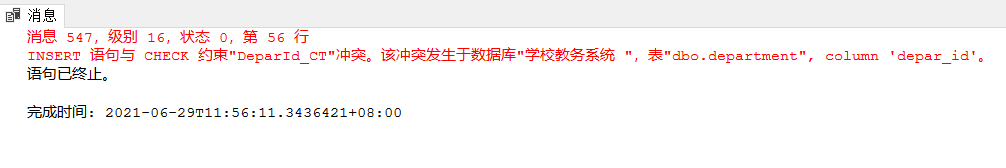 消息
消息 547，级别 16，状态 0，第 56 行
INSERT 语句与 CHECK 约束"DeparId_CT"冲突。该冲突发生于数据库"学校教务系统 "，表"dbo.department", column 'depar_id'。
语句已终止。
完成时间: 2021-06-29T11:56:11.3436421+08:00